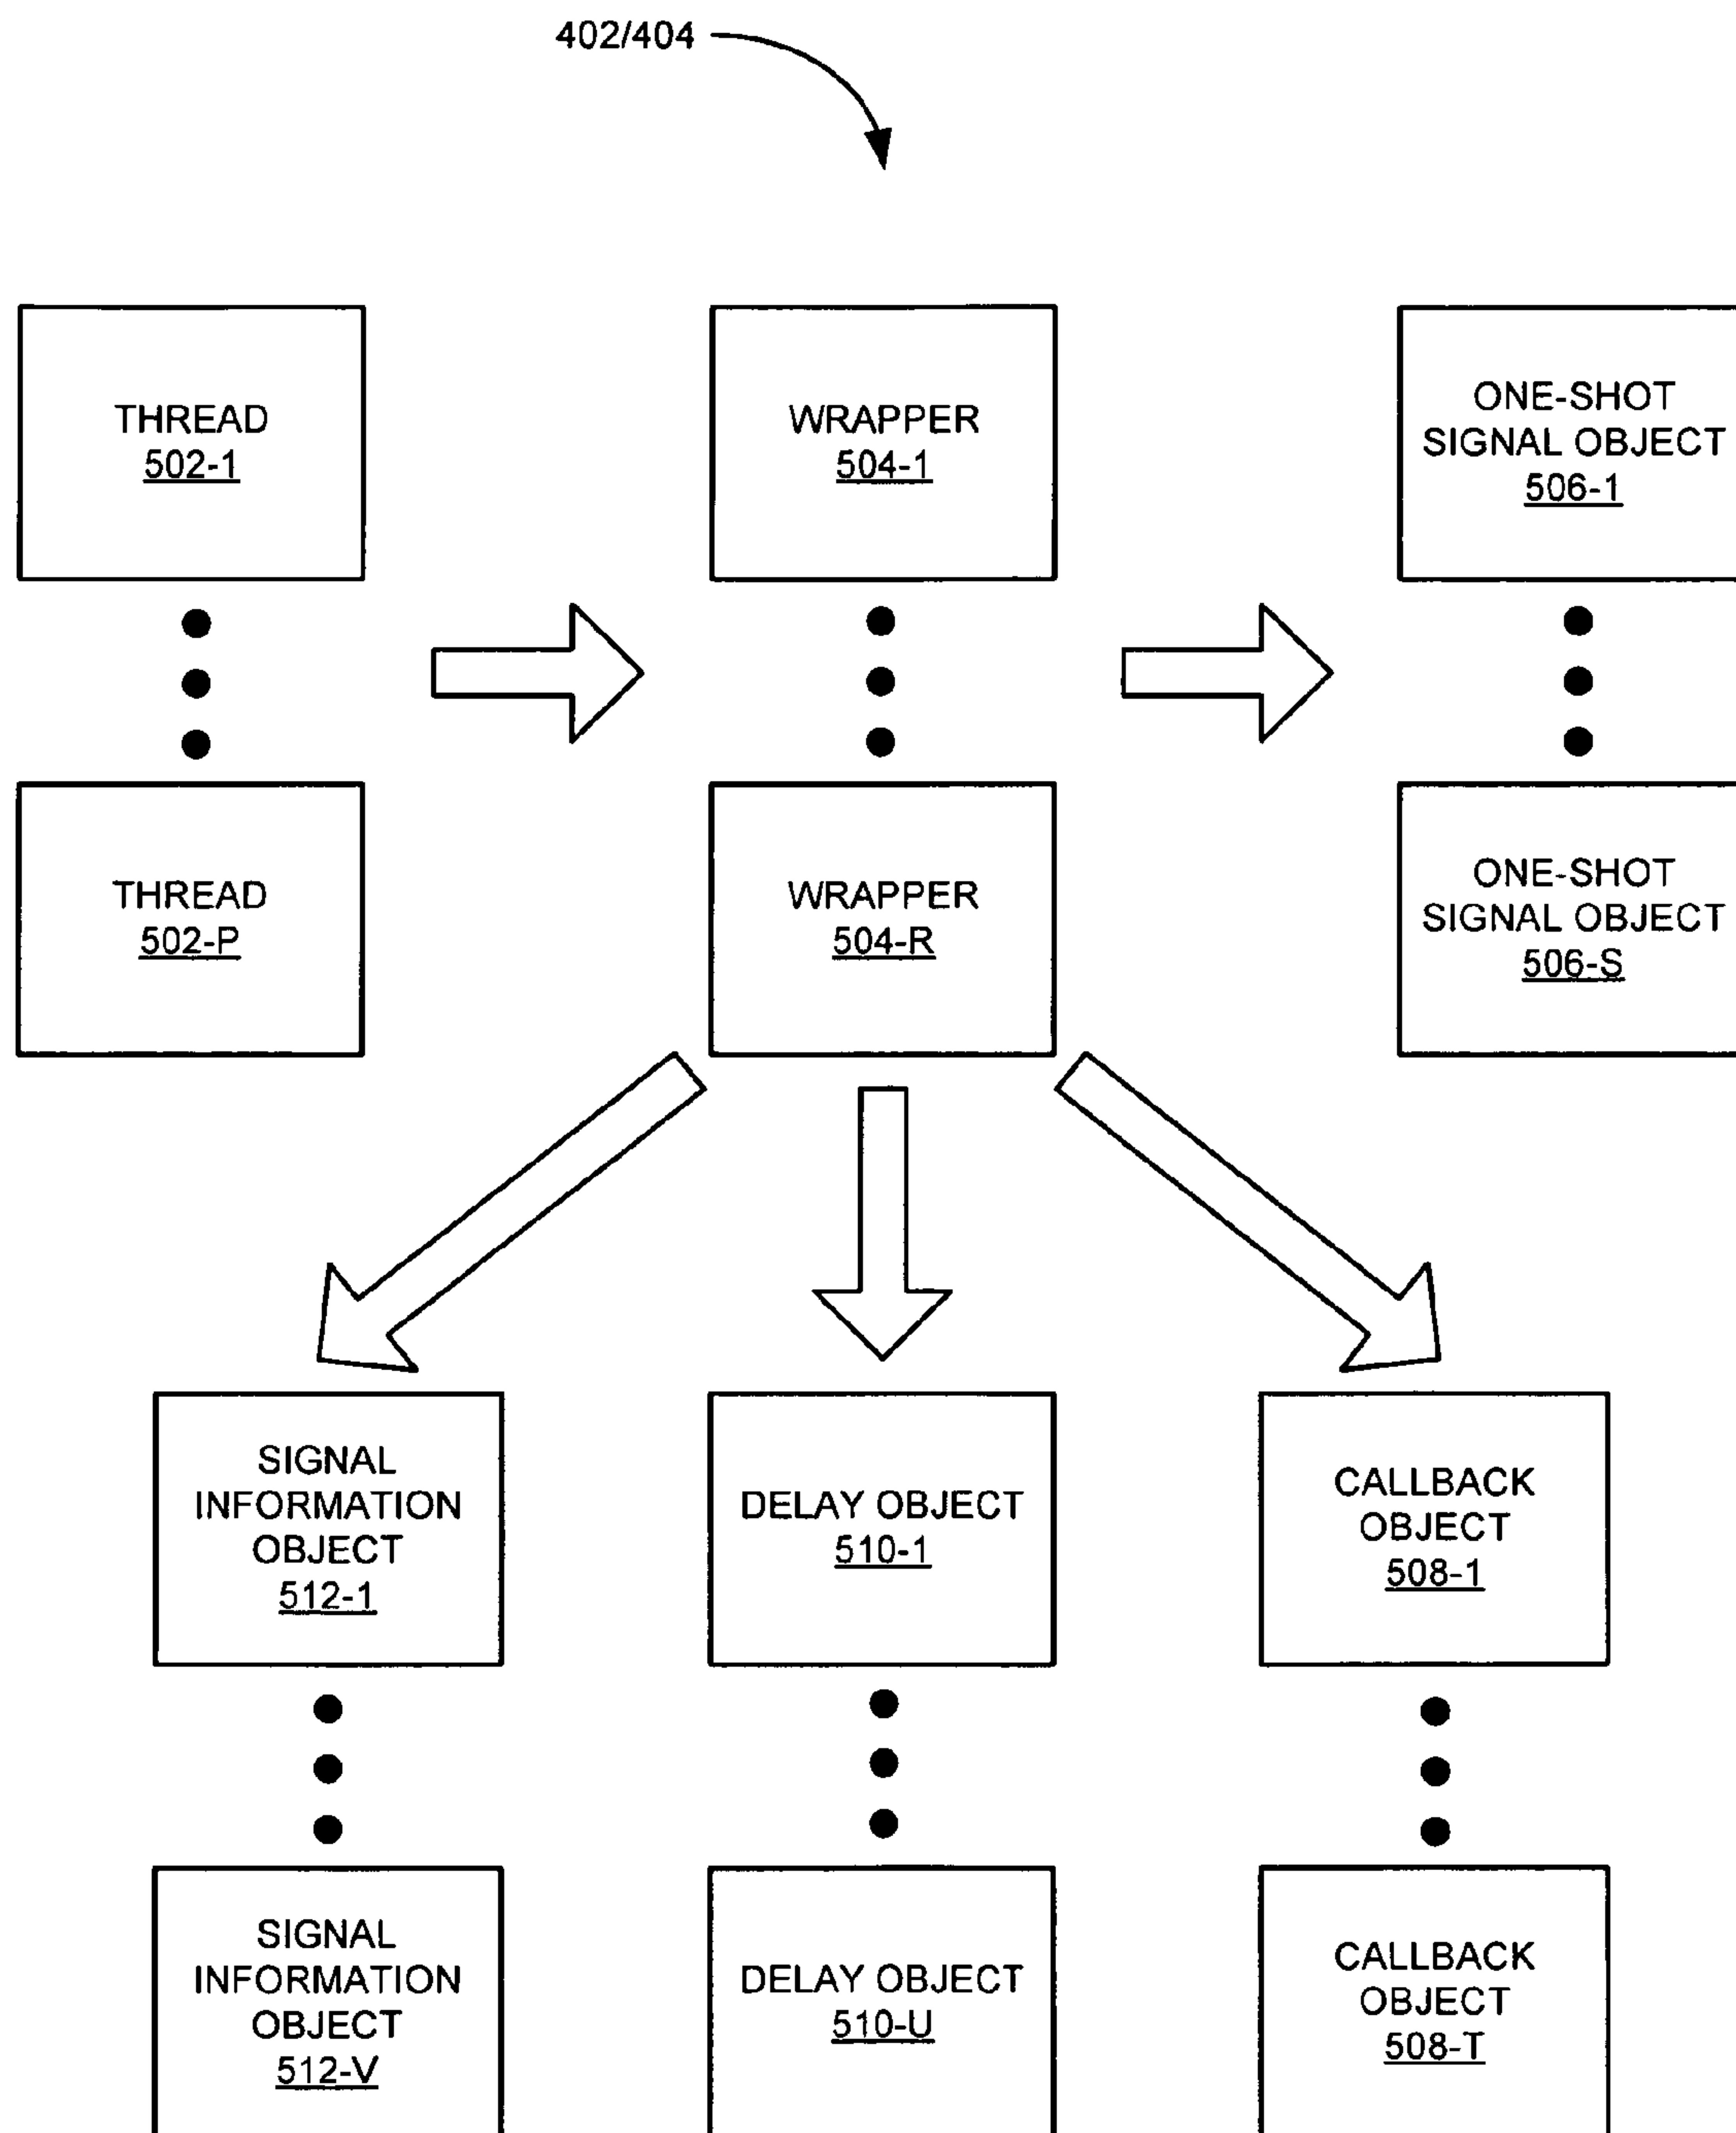 402/404
THREAD
502-1
WRAPPER
504-1
ONE-SHOT
SIGNAL OBJECT
506-1
THREAD
502-P
WRAPPER
504-R
ONE-SHOT
SIGNAL OBJECT
506-S
SIGNAL
INFORMATION
OBJECT
512-1
DELAY OBJECT
510-1
CALLBACK
OBJECT
508-1
SIGNAL
INFORMATION
OBJECT
512-V
DELAY OBJECT
510-U
CALLBACK
OBJECT
508-T